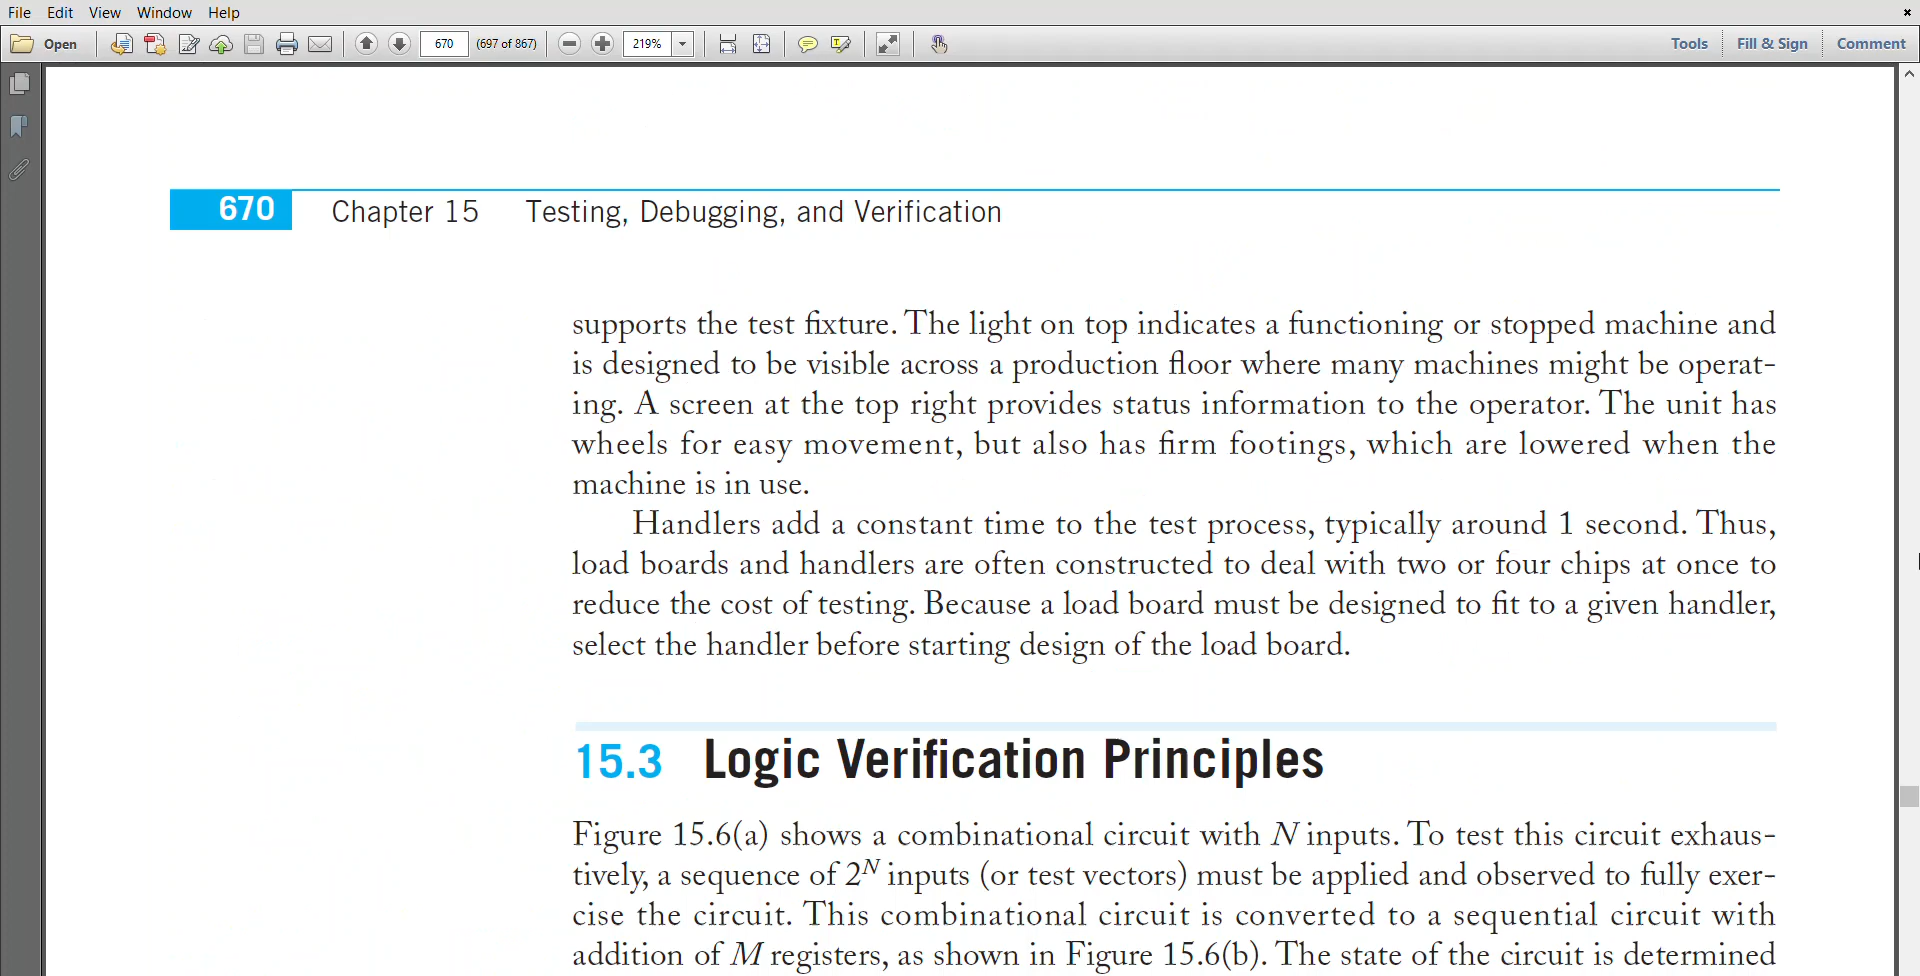 File Edit View Window Help
Open 670 (697 of 867) 219% Tools Fill & Sign Comment
670 Chapter 15 Testing, Debugging, and Verification
supports the test fixture. The light on top indicates a functioning or stopped machine and
is designed to be visible across a production floor where many machines might be operat-
ing. A screen at the top right provides status information to the operator. The unit has
wheels for easy movement, but also has firm footings, which are lowered when the
machine is in use.
Handlers add a constant time to the test process, typically around 1 second. Thus,
load boards and handlers are often constructed to deal with two or four chips at once to
reduce the cost of testing. Because a load board must be designed to fit to a given handler,
select the handler before starting design of the load board.
15.3 Logic Verification Principles
Figure 15.6(a) shows a combinational circuit with N inputs. To test this circuit exhaus-
tively, a sequence of 2^N inputs (or test vectors) must be applied and observed to fully exer-
cise the circuit. This combinational circuit is converted to a sequential circuit with
addition of M registers, as shown in Figure 15.6(b). The state of the circuit is determined